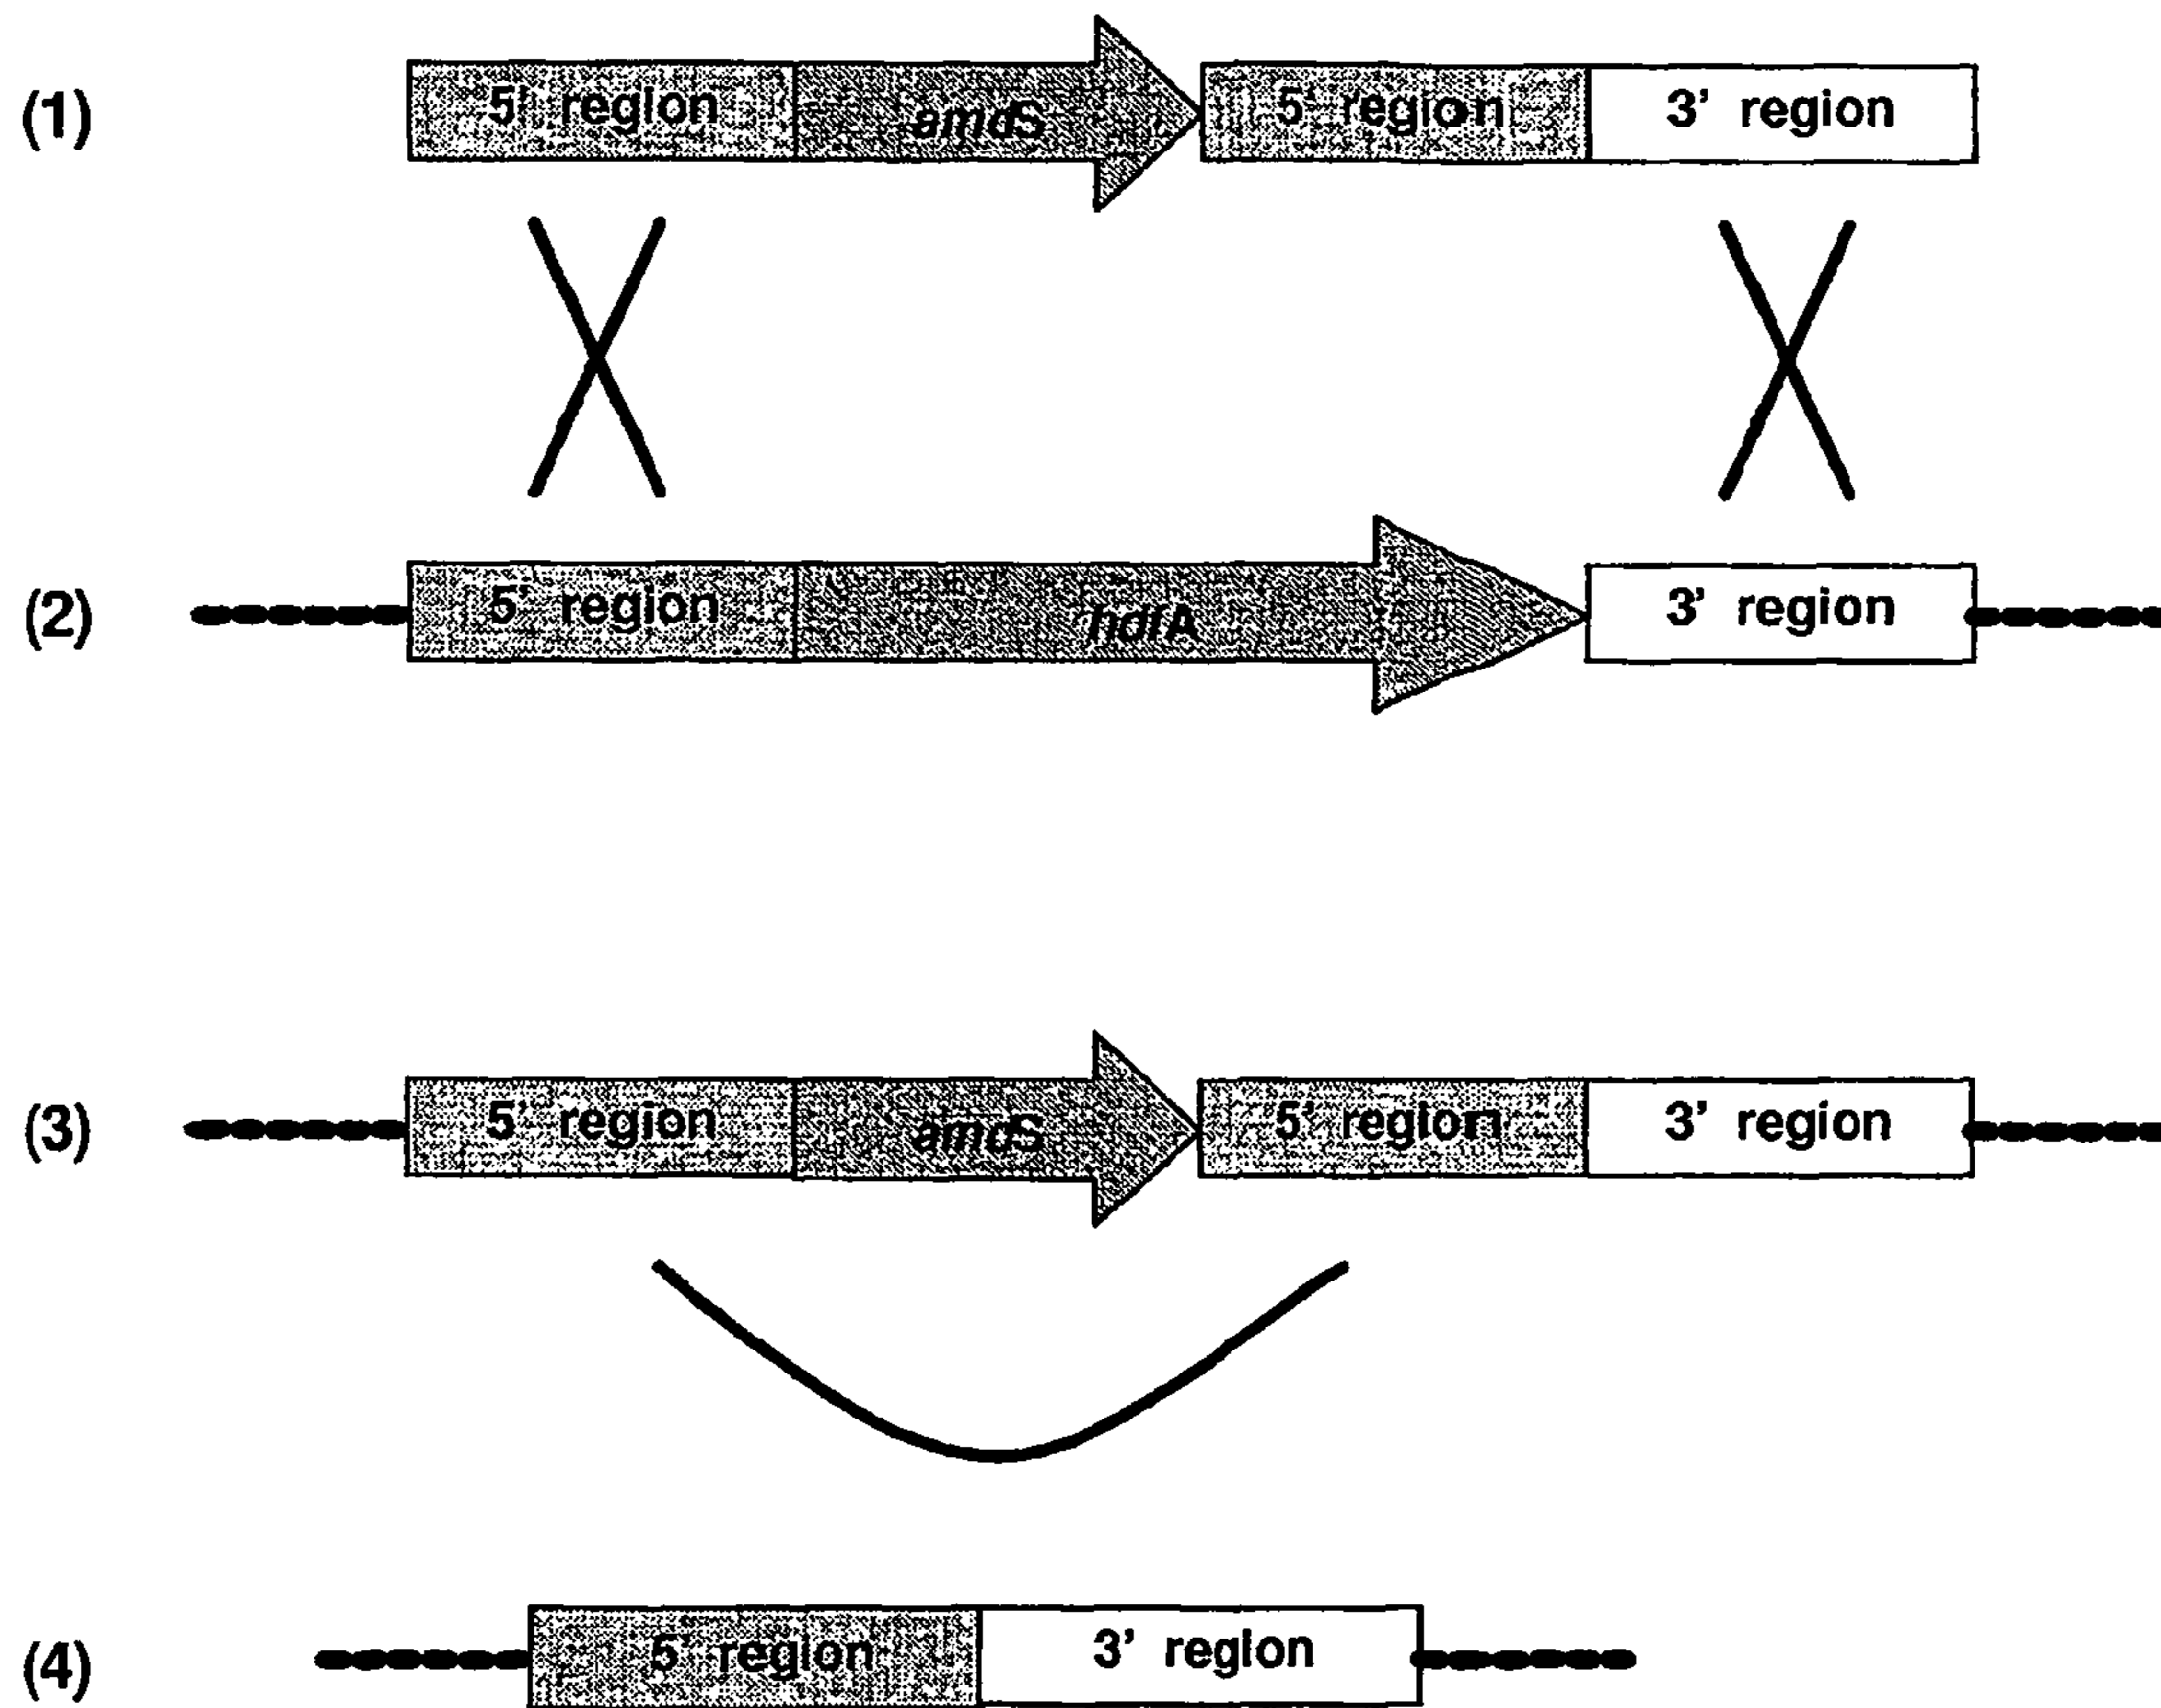 (1) 5' region amdS 5' region 3' region
(2) 5' region hdfA 3' region
(3) 5' region amdS 5' region 3' region
(4) 5' region 3' region